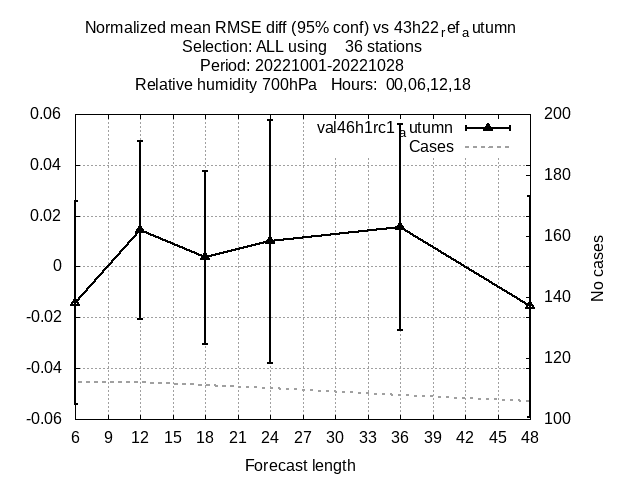 Normalized mean RMSE diff (95% conf) vs 43h22ref autumn
Selection: ALL using 36 stations
Period: 20221001-20221028
Relative humidity 700hPa Hours: 00,06,12,18
val46h1rc1autumn
Cases
0.06
0.04
0.02
0
-0.02
-0.04
-0.06
200
180
160
140
120
100
No cases
6 9 12 15 18 21 24 27 30 33 36 39 42 45 48
Forecast length